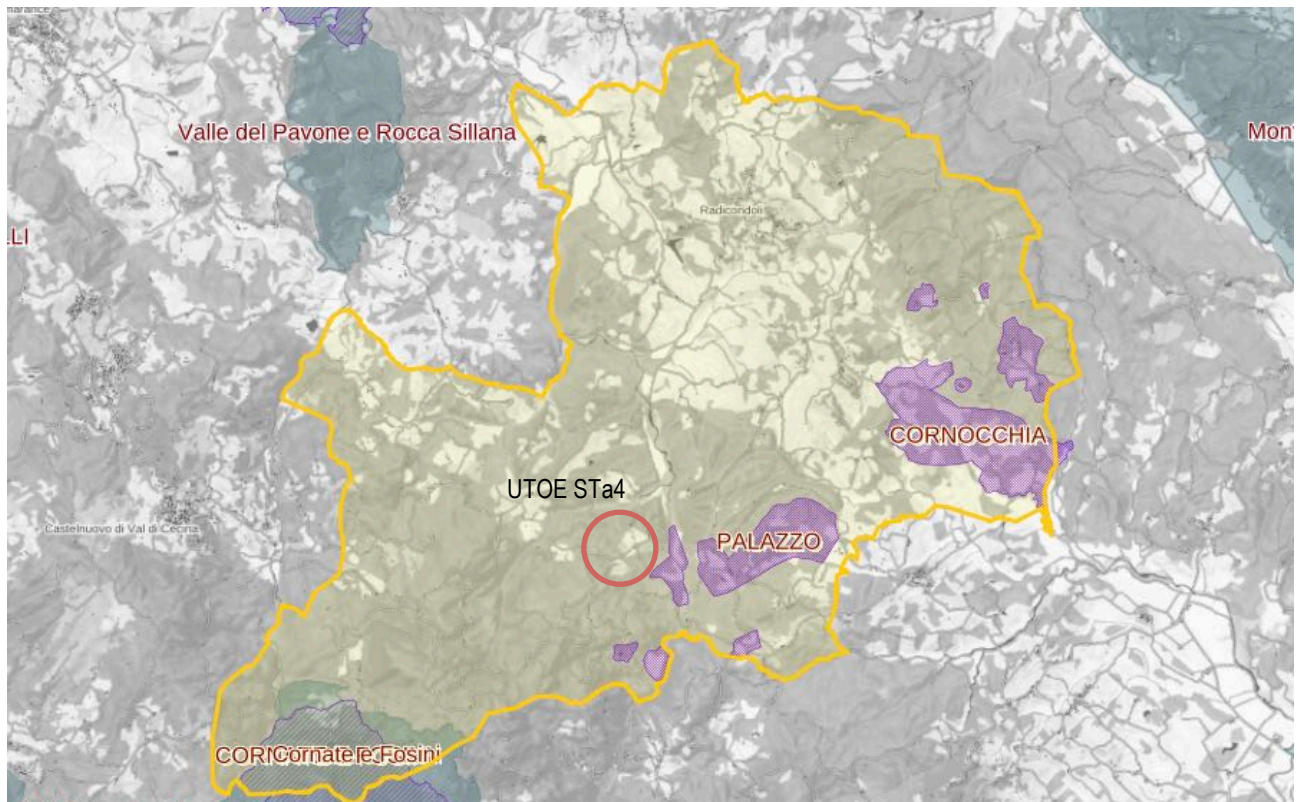 Valle del Pavone e Rocca Sillana
Mont
LLI
Radicondoli
CORNOCCHIA
UTOE STa4
Castelnuovo di Val di Cecina
PALAZZO
Cornate e Fosini